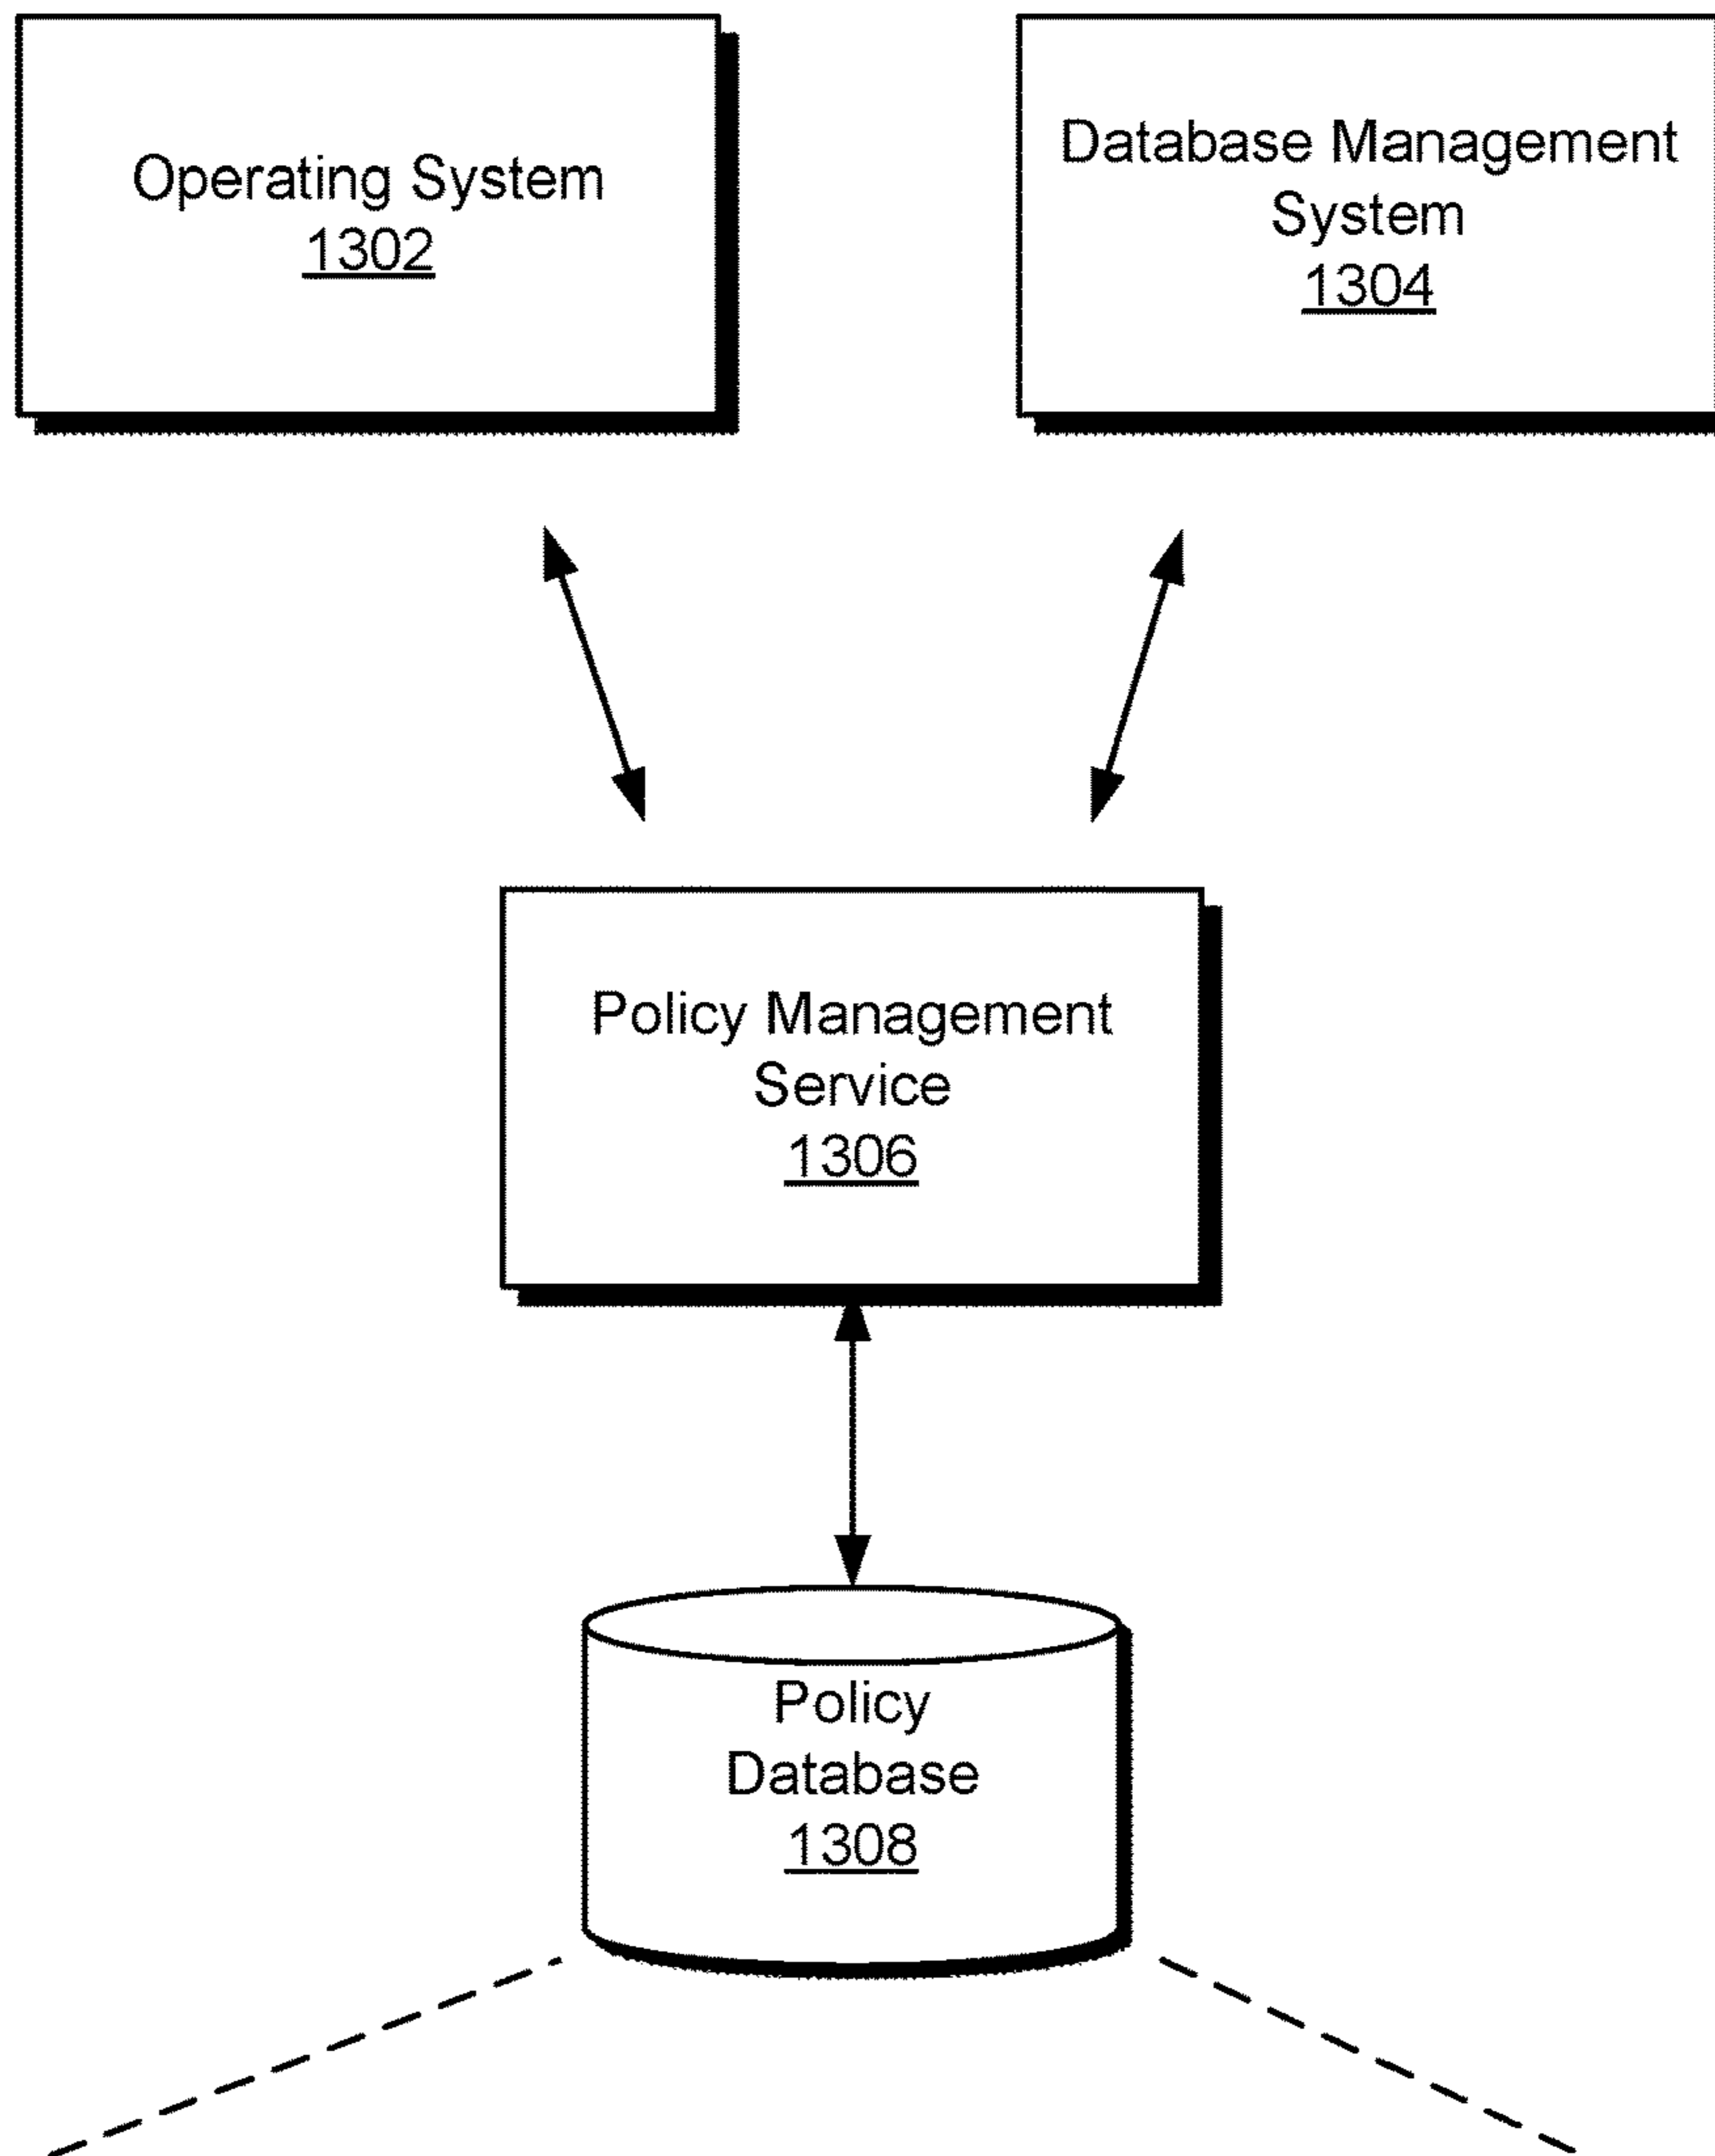 Operating System
1302
Database Management
System
1304
Policy Management
Service
1306
Policy
Database
1308